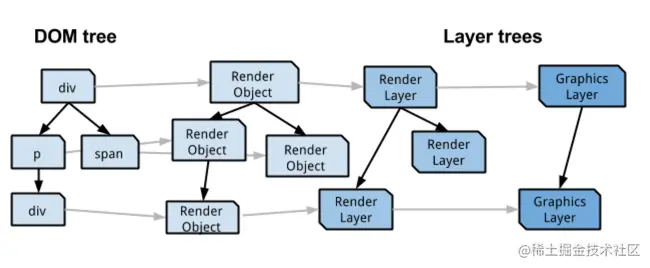 DOM tree
Layer trees
div
Render
Object
Render
Layer
Graphics
Layer
p
span
Render
Object
Render
Object
Render
Layer
div
Render
Object
Render
Layer
Graphics
Layer
@稀土掘金技术社区